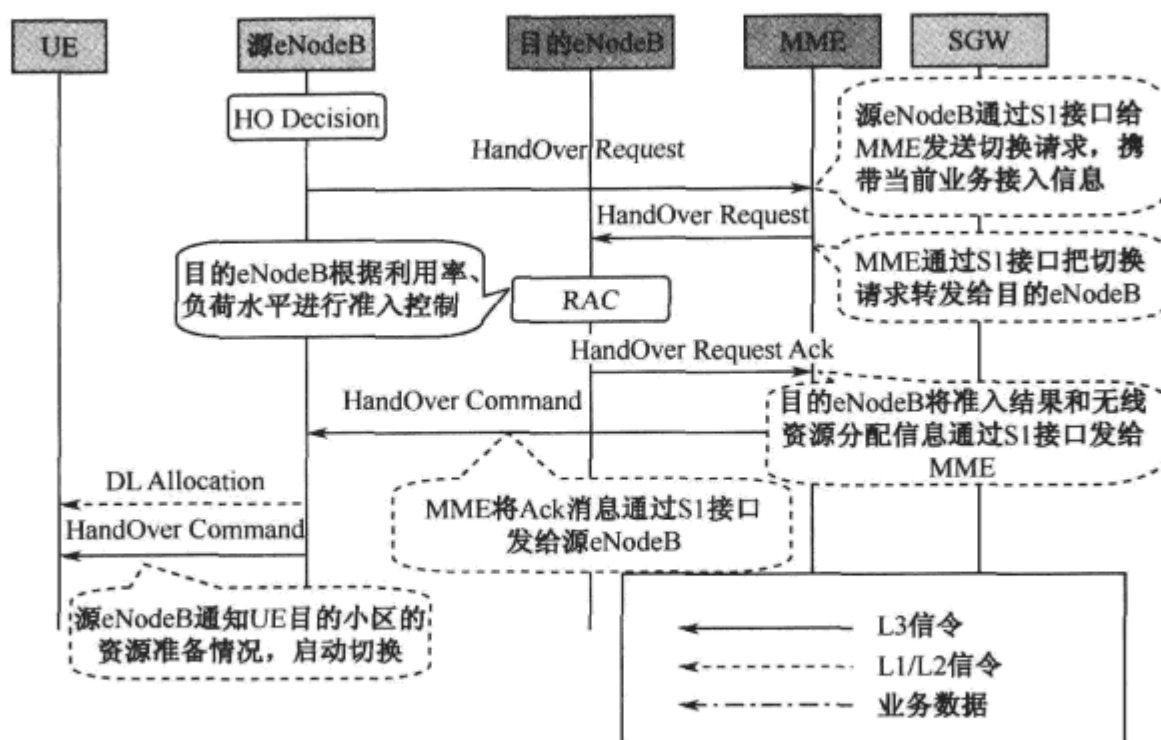 UE
源eNodeB
目的eNodeB
MME
SGW
HO Decision
源eNodeB通过S1接口给
MME发送切换请求，携
带当前业务接入信息
HandOver Request
HandOver Request
目的eNodeB根据利用率、
负荷水平进行准入控制
MME通过S1接口把切换
请求转发给目的eNodeB
RAC
HandOver Request Ack
HandOver Command
目的eNodeB将准入结果和无线
资源分配信息通过S1接口发给
MME
DL Allocation
MME将Ack消息通过S1接口
发给源eNodeB
HandOver Command
源eNodeB通知UE目的小区的
资源准备情况，启动切换
L3信令
L1/L2信令
业务数据